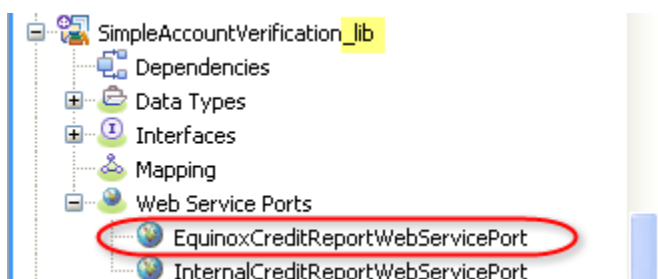 SimpleAccountVerification_lib
Dependencies
Data Types
Interfaces
Mapping
Web Service Ports
EquinoxCreditReportWebServicePort
InternalCreditReportWebServicePort